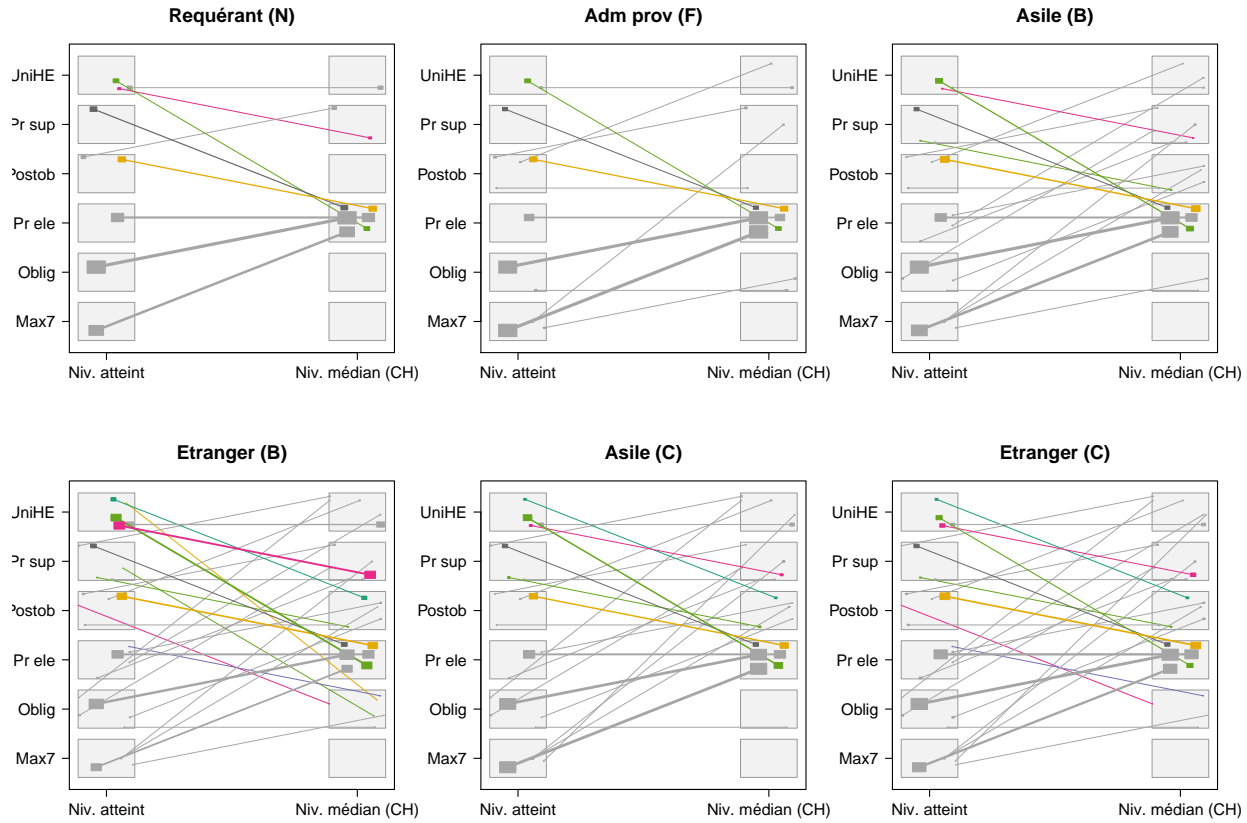 Requérant (N)
UniHE
Pr sup
Postob
Pr ele
Oblig
Max7
Niv. atteint
Niv. médian (CH)
Adm prov (F)
UniHE
Pr sup
Postob
Pr ele
Oblig
Max7
Niv. atteint
Niv. médian (CH)
Asile (B)
UniHE
Pr sup
Postob
Pr ele
Oblig
Max7
Niv. atteint
Niv. médian (CH)
Etranger (B)
UniHE
Pr sup
Postob
Pr ele
Oblig
Max7
Niv. atteint
Niv. médian (CH)
Asile (C)
UniHE
Pr sup
Postob
Pr ele
Oblig
Max7
Niv. atteint
Niv. médian (CH)
Etranger (C)
UniHE
Pr sup
Postob
Pr ele
Oblig
Max7
Niv. atteint
Niv. médian (CH)